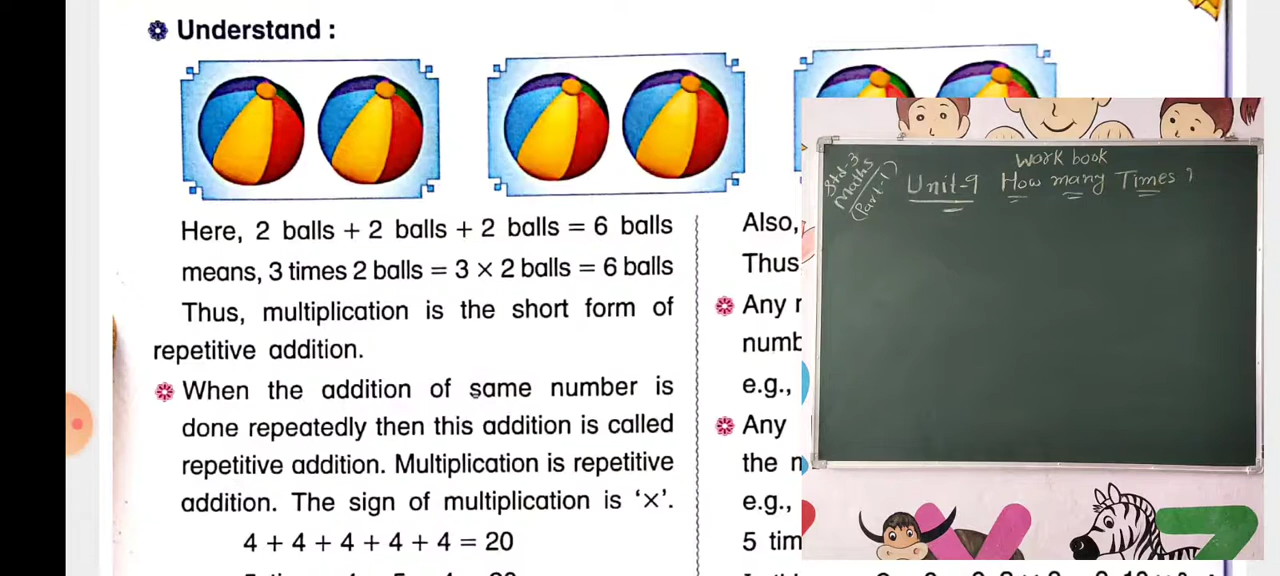 Understand :
Here, 2 balls + 2 balls + 2 balls = 6 balls
means, 3 times 2 balls = 3 × 2 balls = 6 balls
Thus, multiplication is the short form of
repetitive addition.
When the addition of same number is
done repeatedly then this addition is called
repetitive addition. Multiplication is repetitive
addition. The sign of multiplication is ‘×’.
4 + 4 + 4 + 4 + 4 = 20
Also,
Thus
Any
numb
e.g.,
Any
the
e.g.,
5 tim
Std-3
Maths
(Part-1)
Work book
Unit-9 How many Times ?